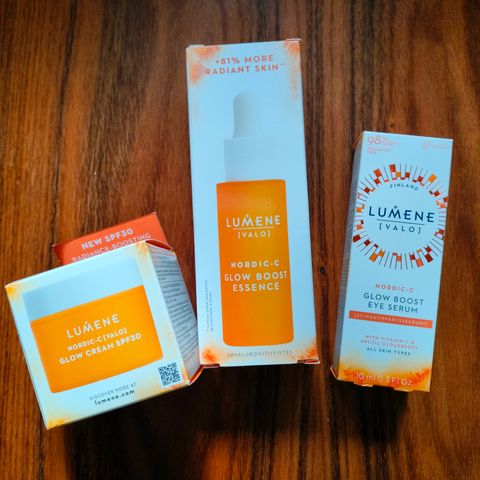 +81% MORE
RADIANT SKIN**
LUMENE
[VALO]
NORDIC-C
GLOW BOOST
ESSENCE
[HYALURONITIIVISTE]
NEW SPF30
RADIANCE-BOOSTING
LUMENE
NORDIC-C [VALO]
GLOW CREAM SPF30
DISCOVER MORE AT
lumene.com
98%
FINLAND
LUMENE
[VALO]
NORDIC-C
GLOW BOOST
EYE SERUM
[SILMÄNYMPÄRYSSEERUMI]
WITH VITAMIN C &
ARCTIC CLOUDBERRY
ALL SKIN TYPES
10 ml 0.3 fl.oz